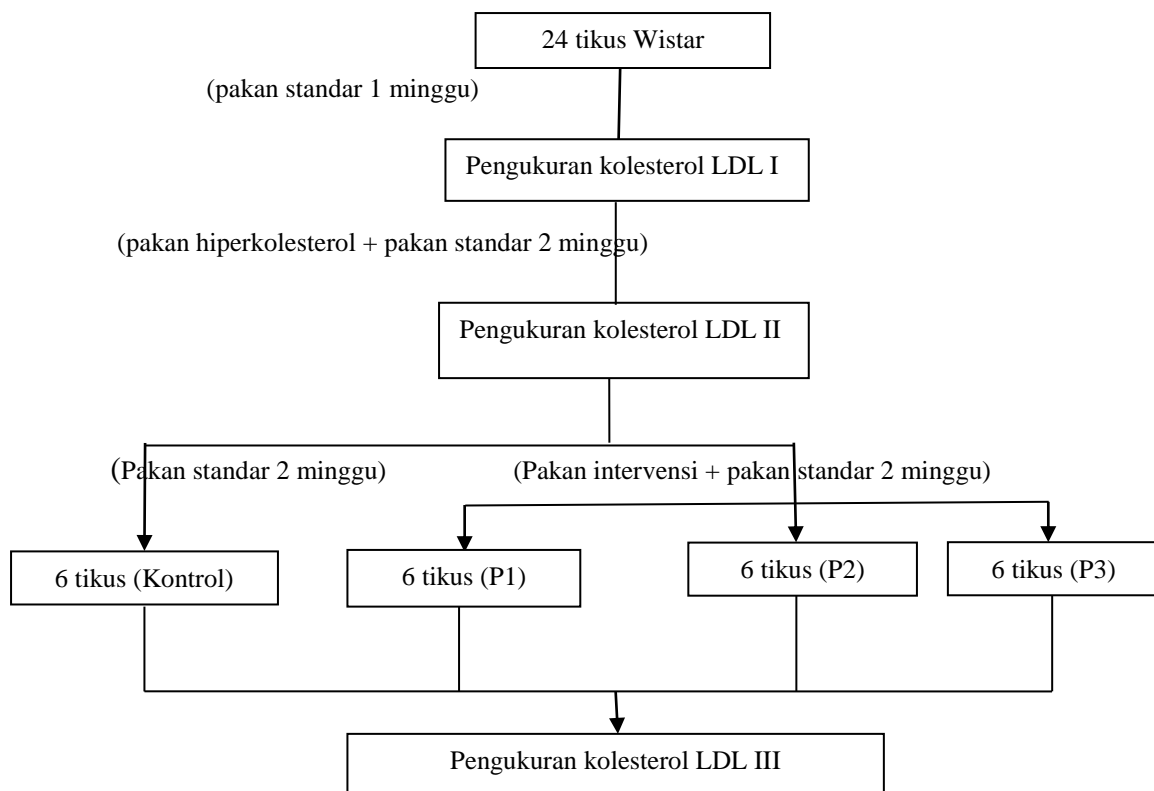 24 tikus Wistar
(pakan standar 1 minggu)
Pengukuran kolesterol LDL I
(pakan hiperkolesterol + pakan standar 2 minggu)
Pengukuran kolesterol LDL II
(Pakan standar 2 minggu)
(Pakan intervensi + pakan standar 2 minggu)
6 tikus (Kontrol)
6 tikus (P1)
6 tikus (P2)
6 tikus (P3)
Pengukuran kolesterol LDL III